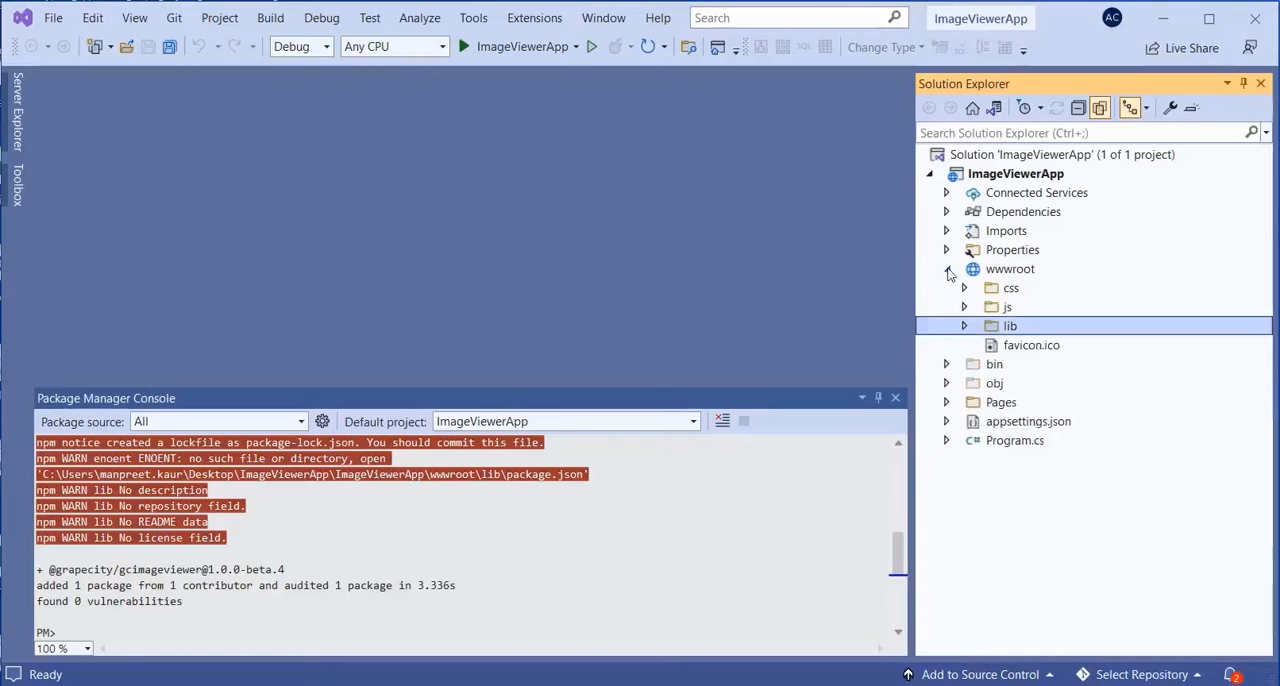 File Edit View Git Project Build Debug Test Analyze Tools Extensions Window Help Search ImageViewerApp AC
Debug Any CPU ImageViewerApp Change Type Live Share
Server Explorer
Toolbox
Solution Explorer
Search Solution Explorer (Ctrl+;)
Solution 'ImageViewerApp' (1 of 1 project)
ImageViewerApp
Connected Services
Dependencies
Imports
Properties
wwwroot
css
js
lib
favicon.ico
bin
obj
Pages
appsettings.json
Program.cs
Package Manager Console
Package source: All Default project: ImageViewerApp
npm notice created a lockfile as package-lock.json. You should commit this file.
npm WARN enoent ENOENT: no such file or directory, open
'C:\Users\manpreet.kaur\Desktop\ImageViewerApp\ImageViewerApp\wwwroot\lib\package.json'
npm WARN lib No description
npm WARN lib No repository field.
npm WARN lib No README data
npm WARN lib No license field.
+ @grapecity/gcimageviewer@1.0.0-beta.4
added 1 package from 1 contributor and audited 1 package in 3.336s
found 0 vulnerabilities
PM>
100 %
Ready Add to Source Control Select Repository 2